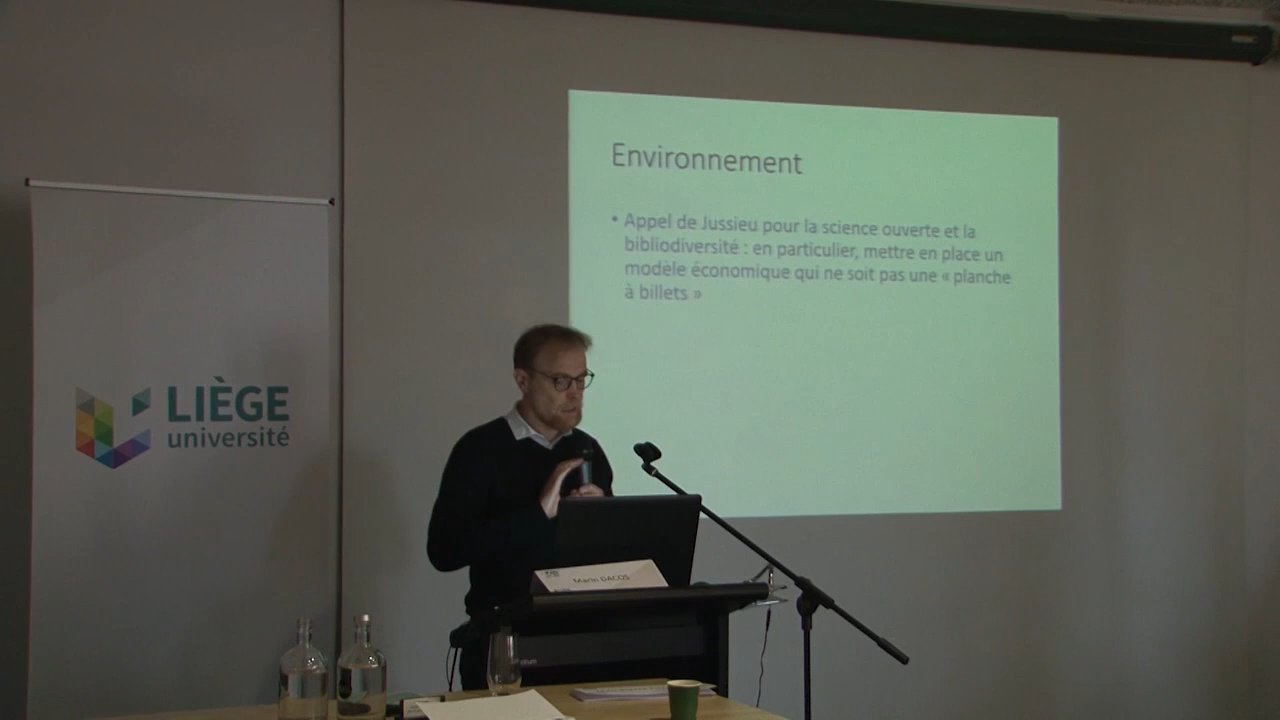 Environnement
• Appel de Jussieu pour la science ouverte et la
bibliodiversité : en particulier, mettre en place un
modèle économique qui ne soit pas une « planche
à billets »
LIÈGE
université
Marin DACOS